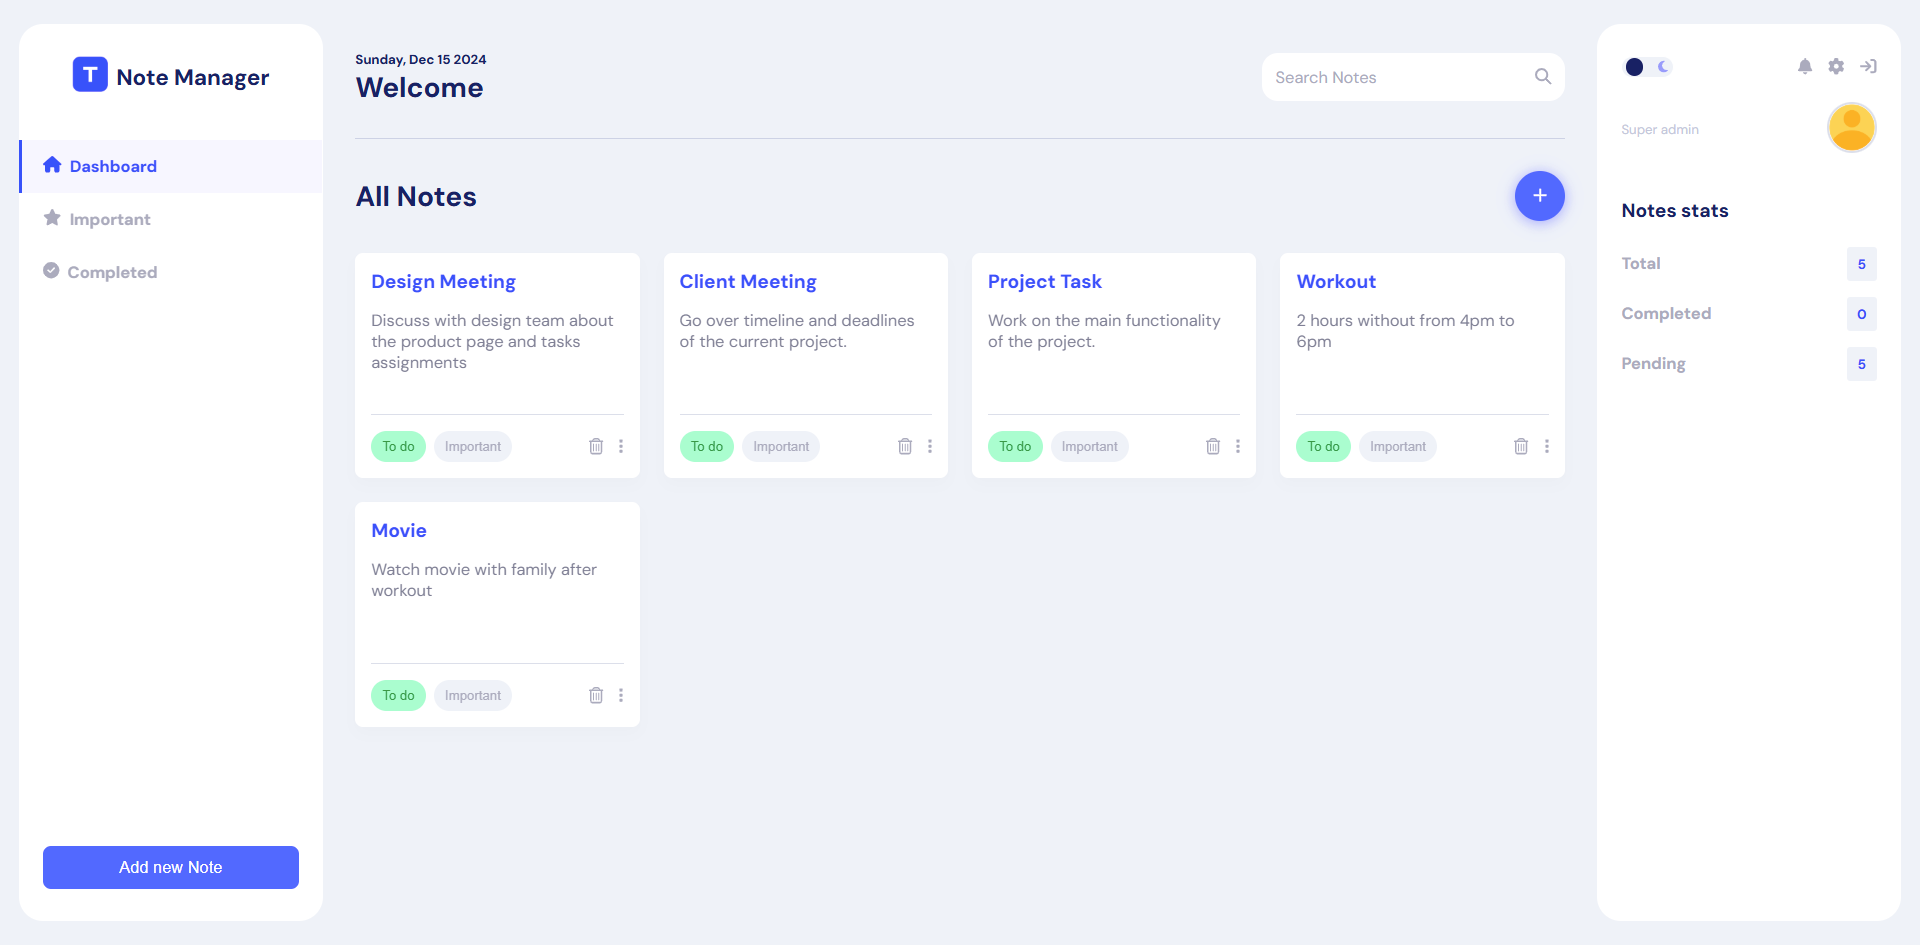 T Note Manager
Dashboard
Important
Completed
Add new Note
Sunday, Dec 15 2024
Welcome
Search Notes
All Notes
+
Design Meeting
Discuss with design team about
the product page and tasks
assignments
To do Important
Client Meeting
Go over timeline and deadlines
of the current project.
To do Important
Project Task
Work on the main functionality
of the project.
To do Important
Workout
2 hours without from 4pm to
6pm
To do Important
Movie
Watch movie with family after
workout
To do Important
Super admin
Notes stats
Total 5
Completed 0
Pending 5